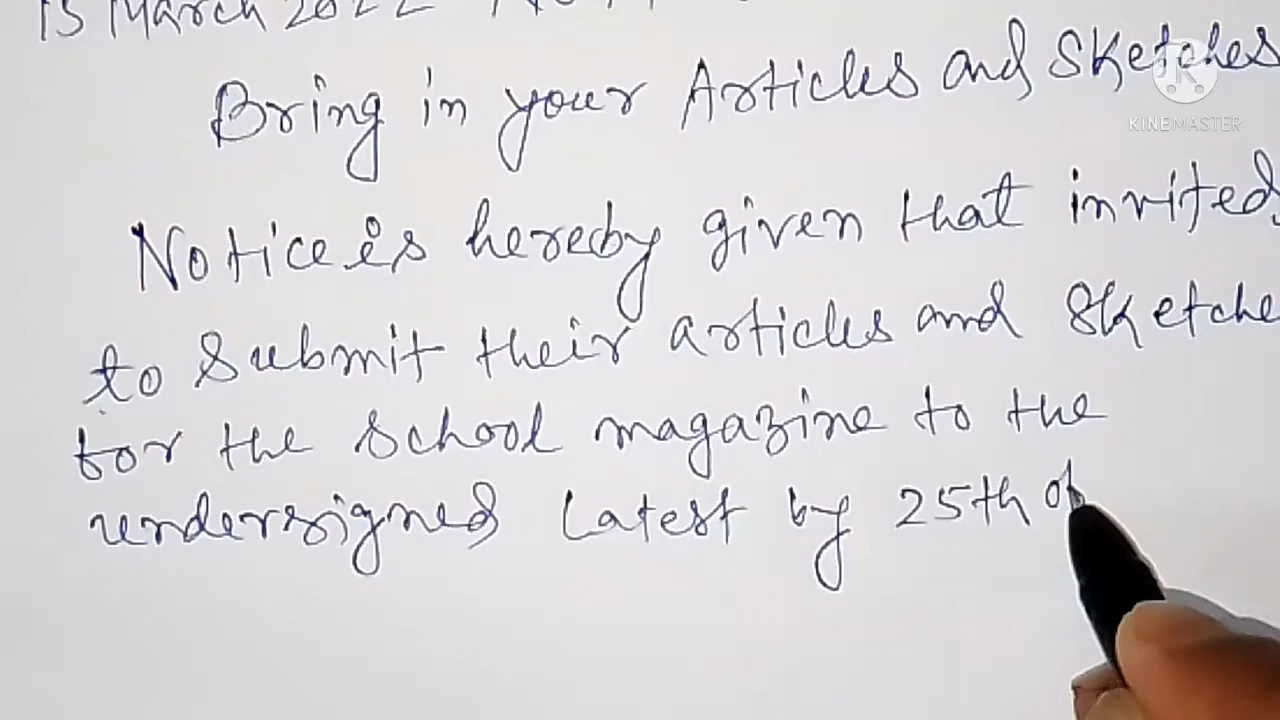 15 March 2022
Bring in your Articles and Sketches
Notice is hereby given that invited
to submit their articles and sketche
for the school magazine to the
undersigned latest by 25th of
KINEMASTER